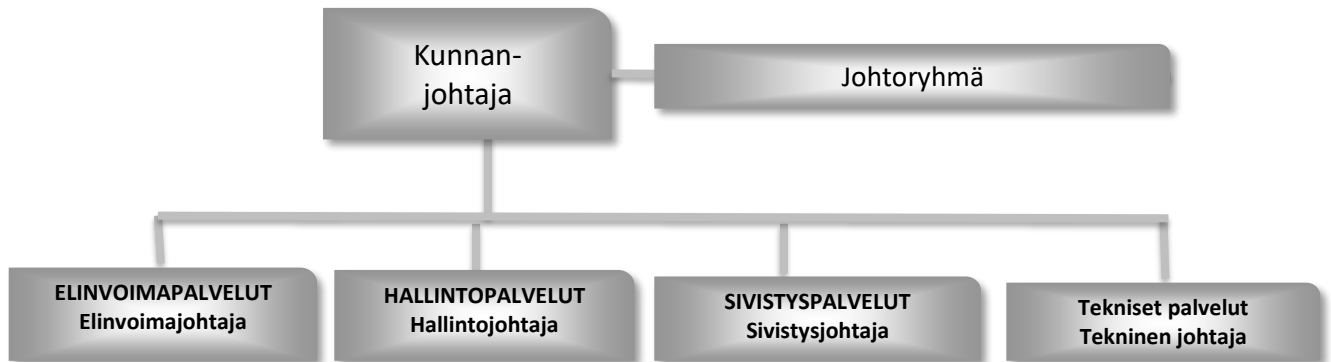 Kunnan-
johtaja
Johtoryhmä
ELINVOIMAPALVELUT
Elinvoimajohtaja
HALLINTOPALVELUT
Hallintojohtaja
SIVISTYSPALVELUT
Sivistysjohtaja
Tekniset palvelut
Tekninen johtaja